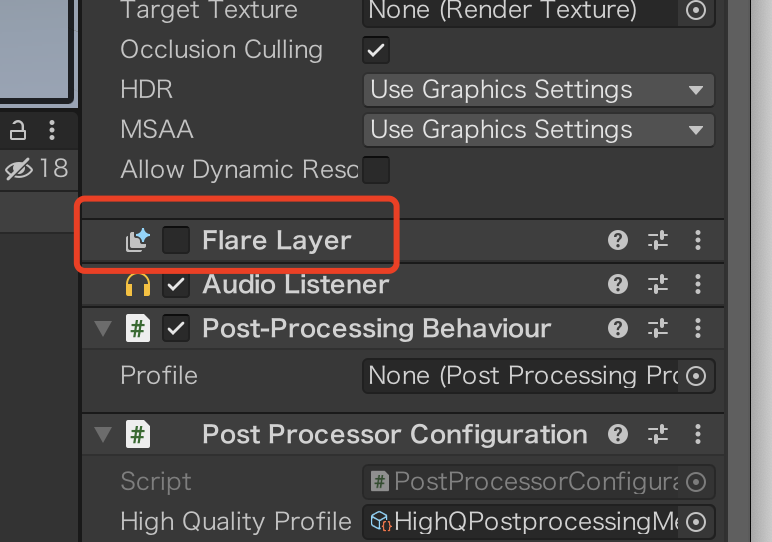 Target Texture None (Render Texture)
Occlusion Culling
HDR Use Graphics Settings
MSAA Use Graphics Settings
Allow Dynamic Reso
18
Flare Layer
Audio Listener
# Post-Processing Behaviour
Profile None (Post Processing Pro
# Post Processor Configuration
Script # PostProcessorConfigura
High Quality Profile HighQPostprocessingMe